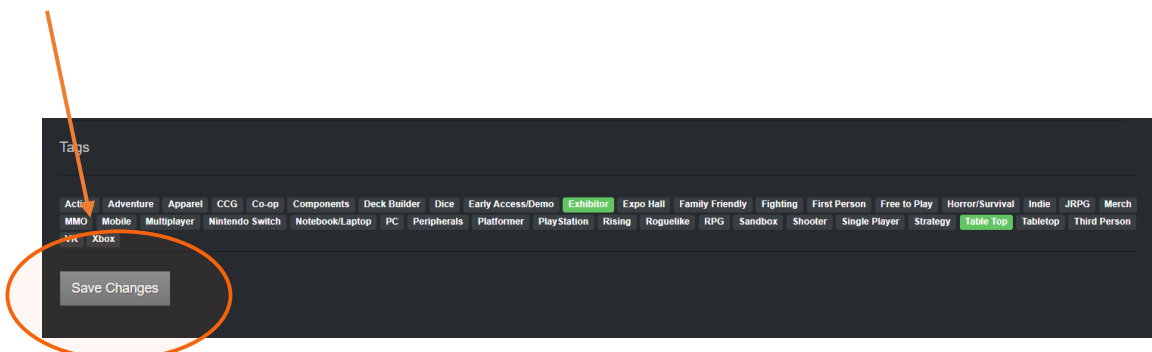 Tags
Action Adventure Apparel CCG Co-op Components Deck Builder Dice Early Access/Demo Exhibitor Expo Hall Family Friendly Fighting First Person Free to Play Horror/Survival Indie JRPG Merch
MMO Mobile Multiplayer Nintendo Switch Notebook/Laptop PC Peripherals Platformer PlayStation Rising Roguelike RPG Sandbox Shooter Single Player Strategy Table Top Tabletop Third Person
VR Xbox
Save Changes